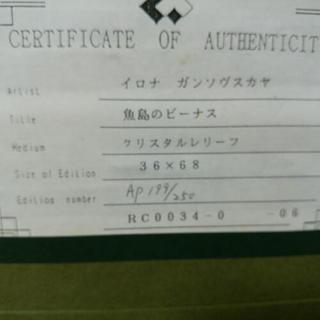 CERTIFICATE OF AUTHENTICIT
Artist イロナ ガンソヴスカヤ
Title 魚島のビーナス
Medium クリスタルレリーフ
Size of Edition 36×68
Edition number Ap 199/250
RC0034-0 -06